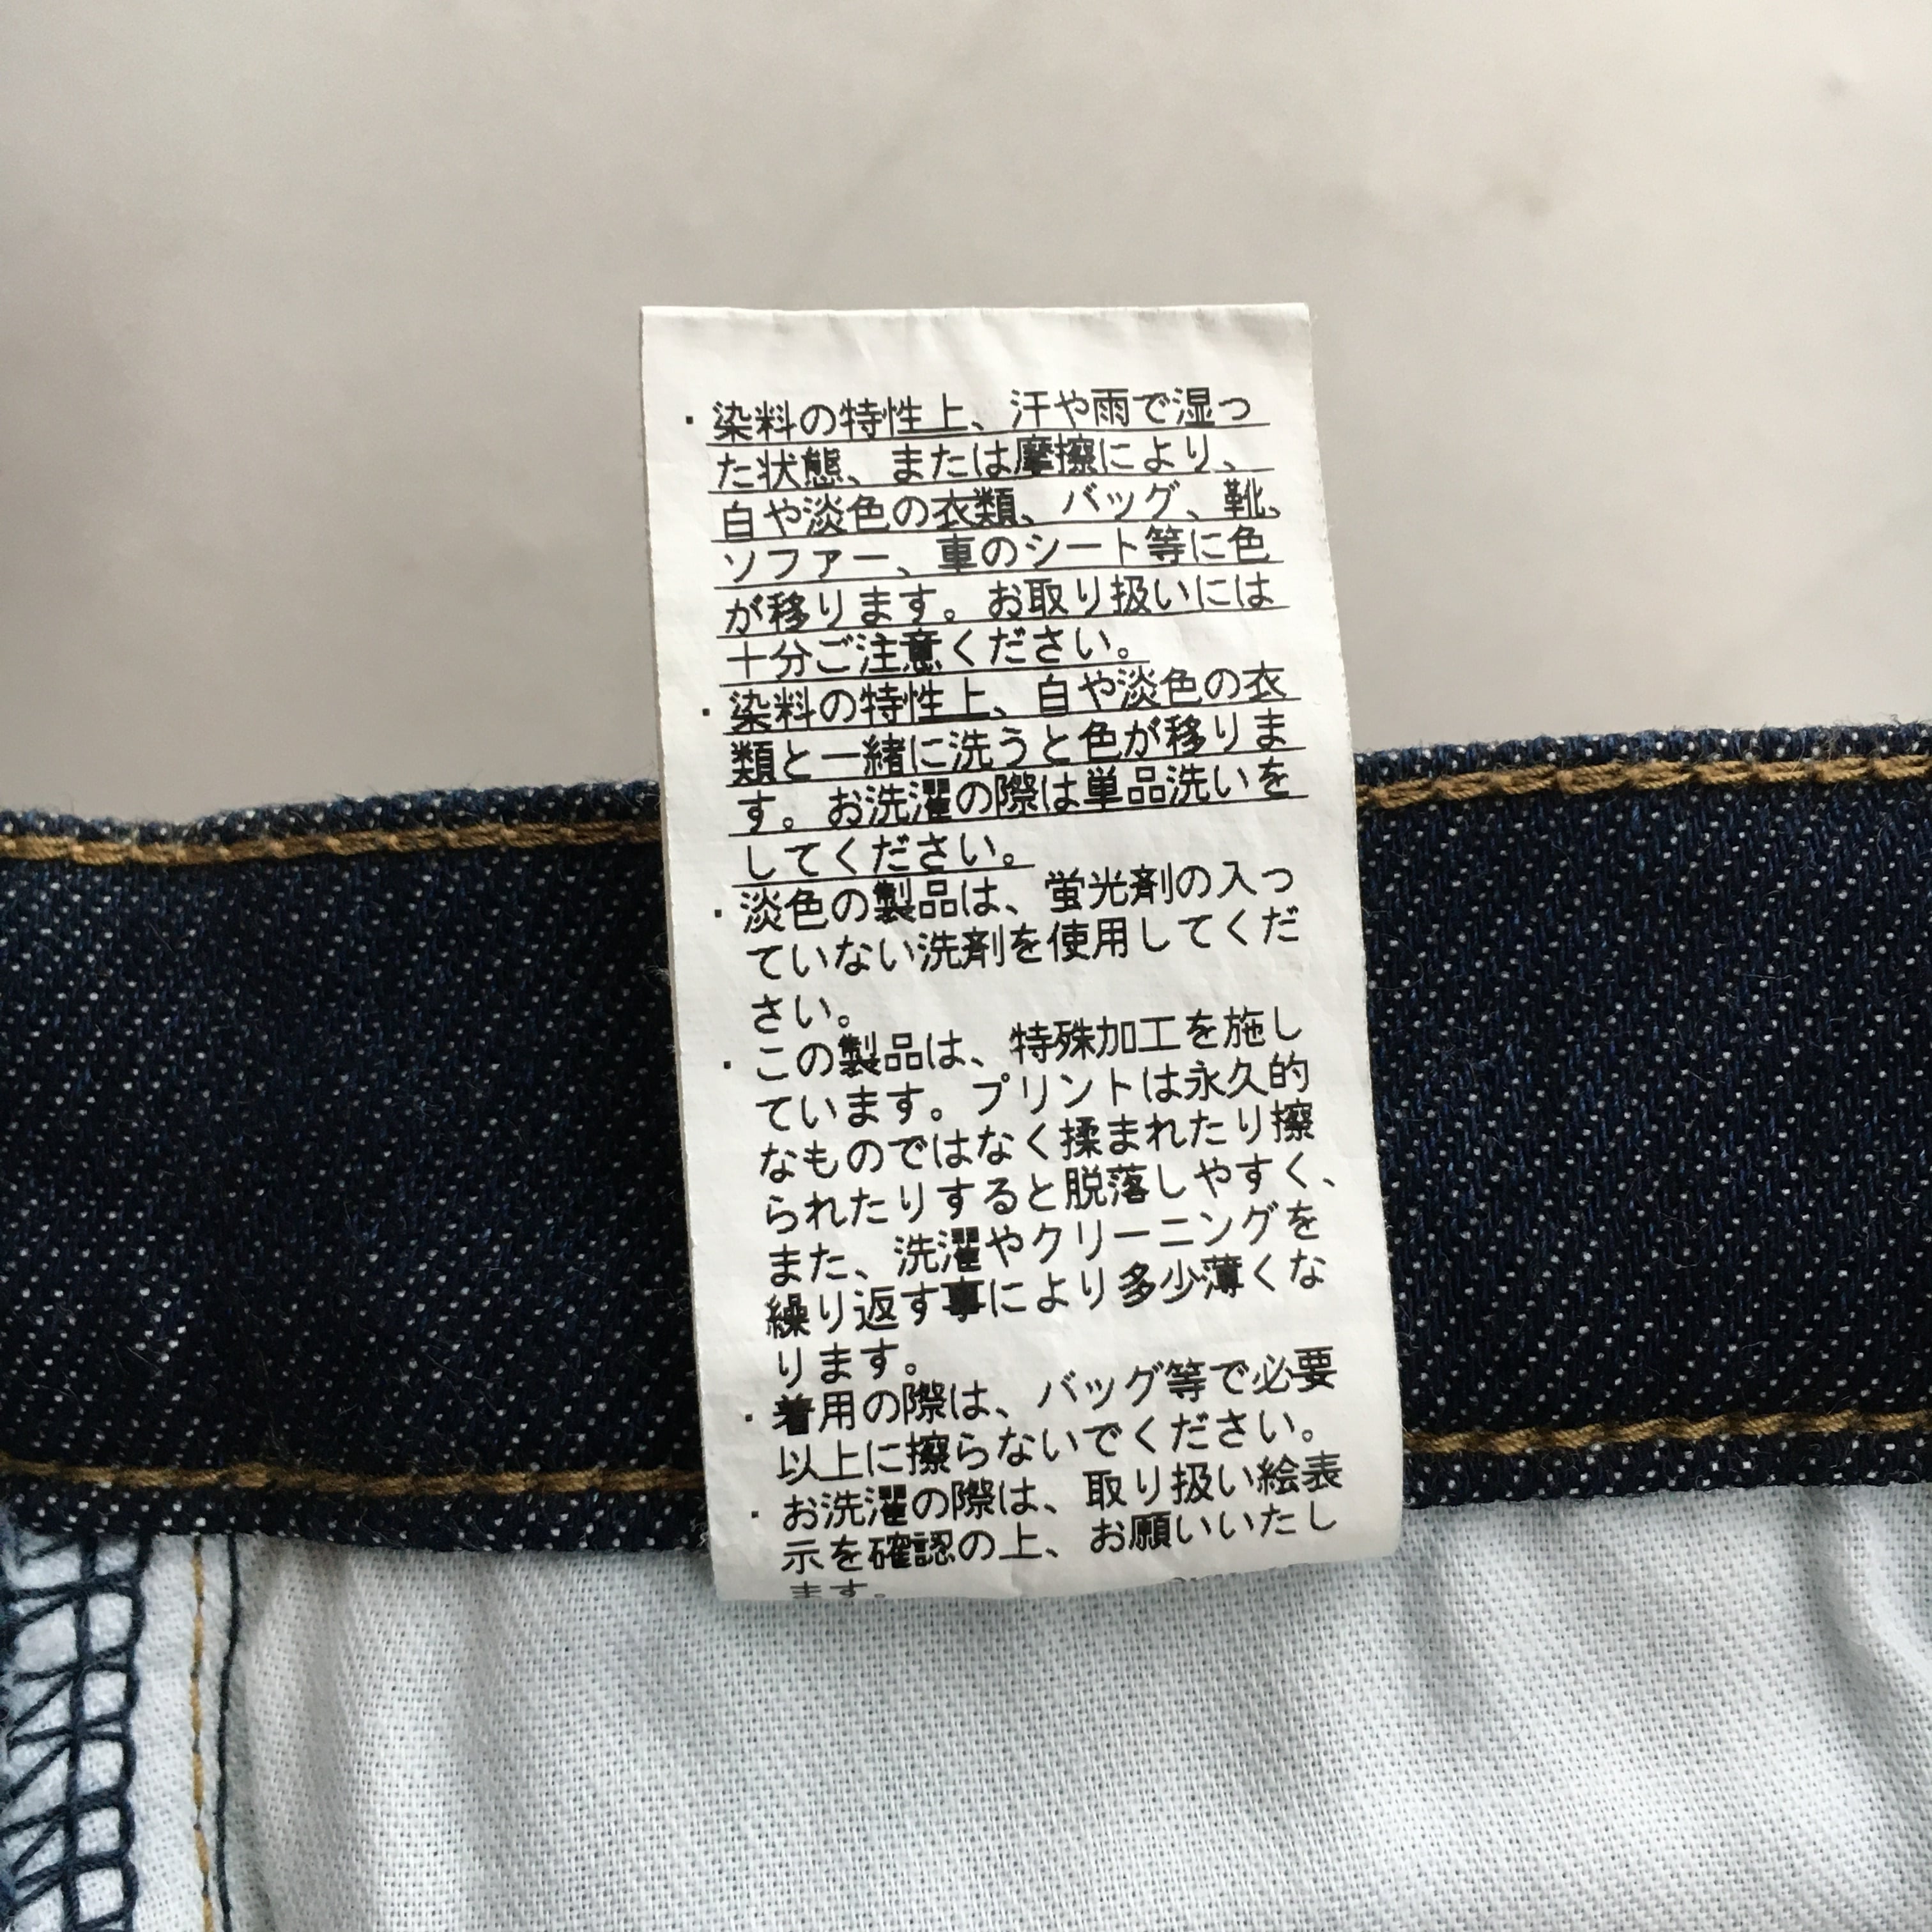 ・染料の特性上、汗や雨で湿っ
た状態、または摩擦により、
白や淡色の衣類、バッグ、靴、
ソファー、車のシート等に色
が移ります。お取り扱いには
十分ご注意ください。
・染料の特性上、白や淡色の衣
類と一緒に洗うと色が移りま
す。お洗濯の際は単品洗いを
してください。
・淡色の製品は、蛍光剤の入っ
ていない洗剤を使用してくだ
さい。
・この製品は、特殊加工を施し
ています。プリントは永久的
なものではなく揉まれたり擦
られたりすると脱落しやすく、
また、洗濯やクリーニングを
繰り返す事により多少薄くな
ります。
・着用の際は、バッグ等で必要
以上に擦らないでください。
・お洗濯の際は、取り扱い絵表
示を確認の上、お願いいたし
ます。